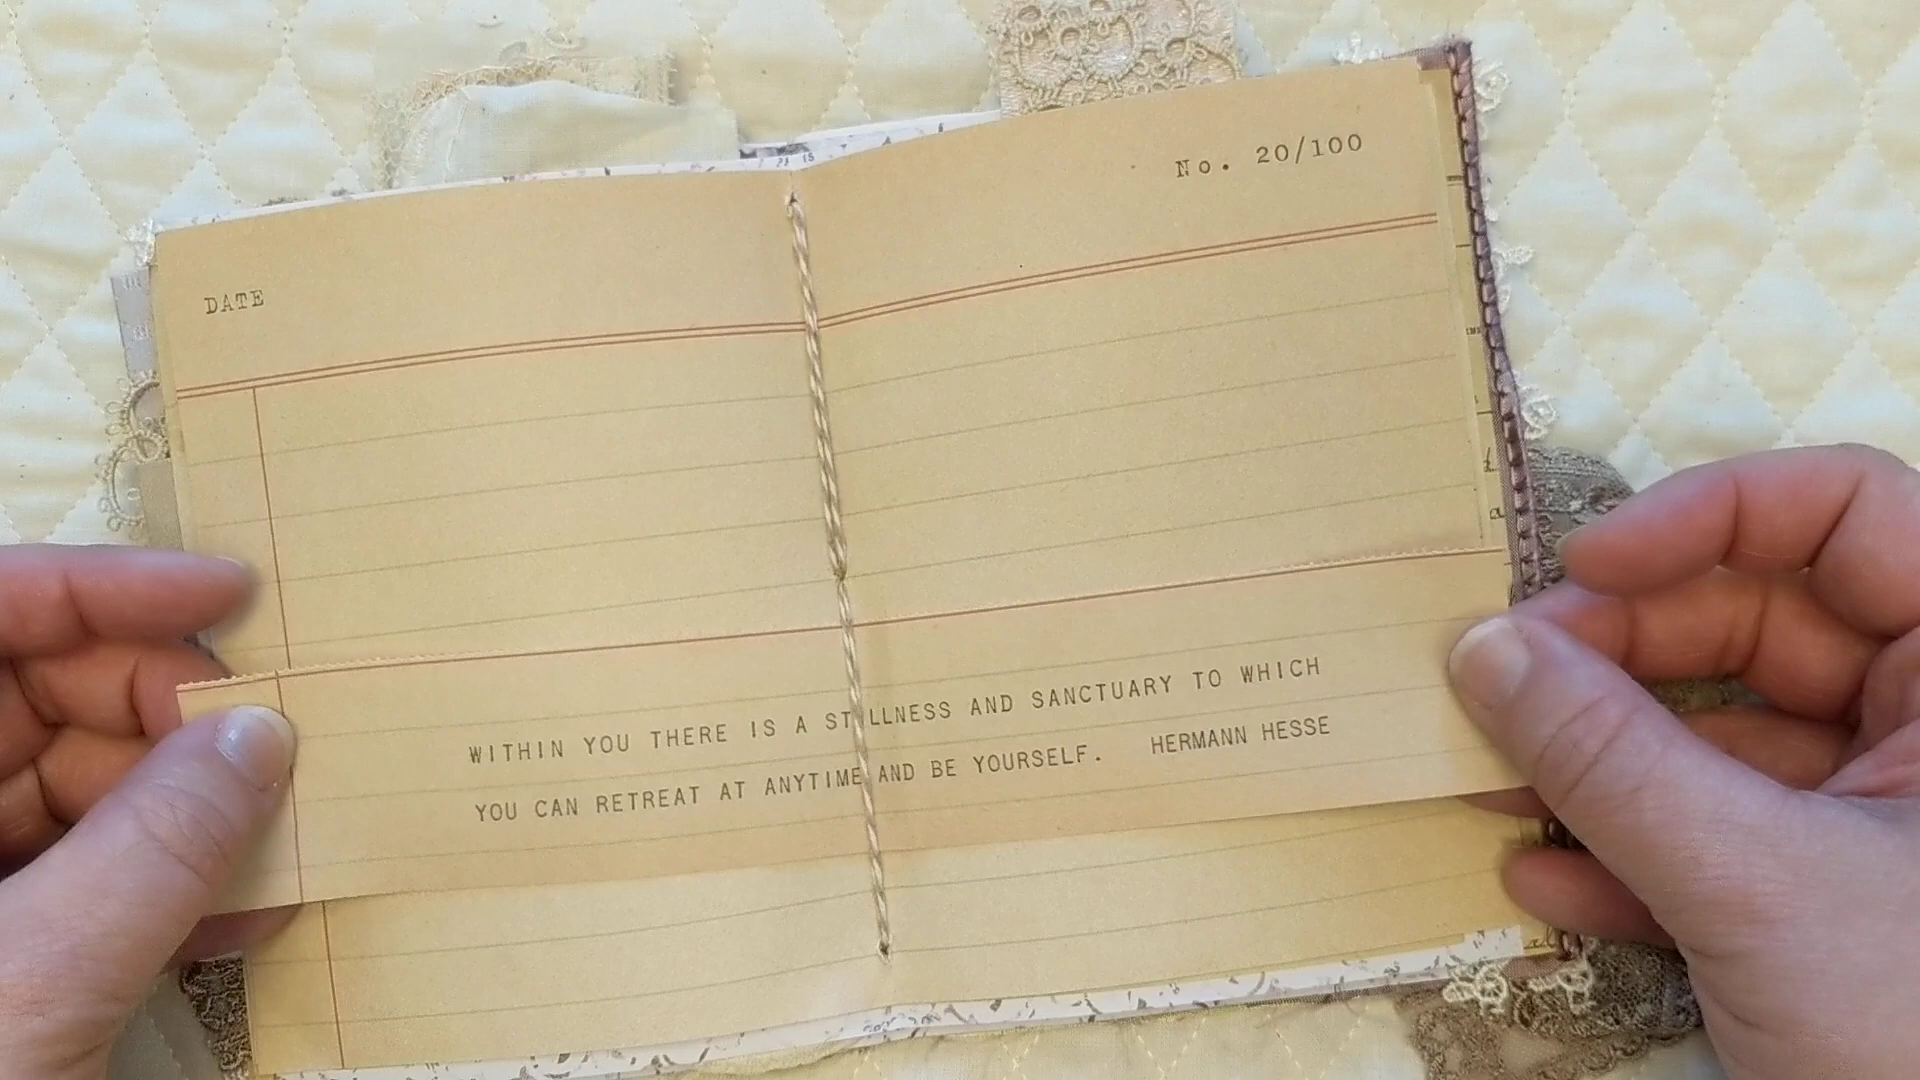 No. 20/100
DATE
WITHIN YOU THERE IS A STILLNESS AND SANCTUARY TO WHICH
YOU CAN RETREAT AT ANYTIME AND BE YOURSELF. HERMANN HESSE